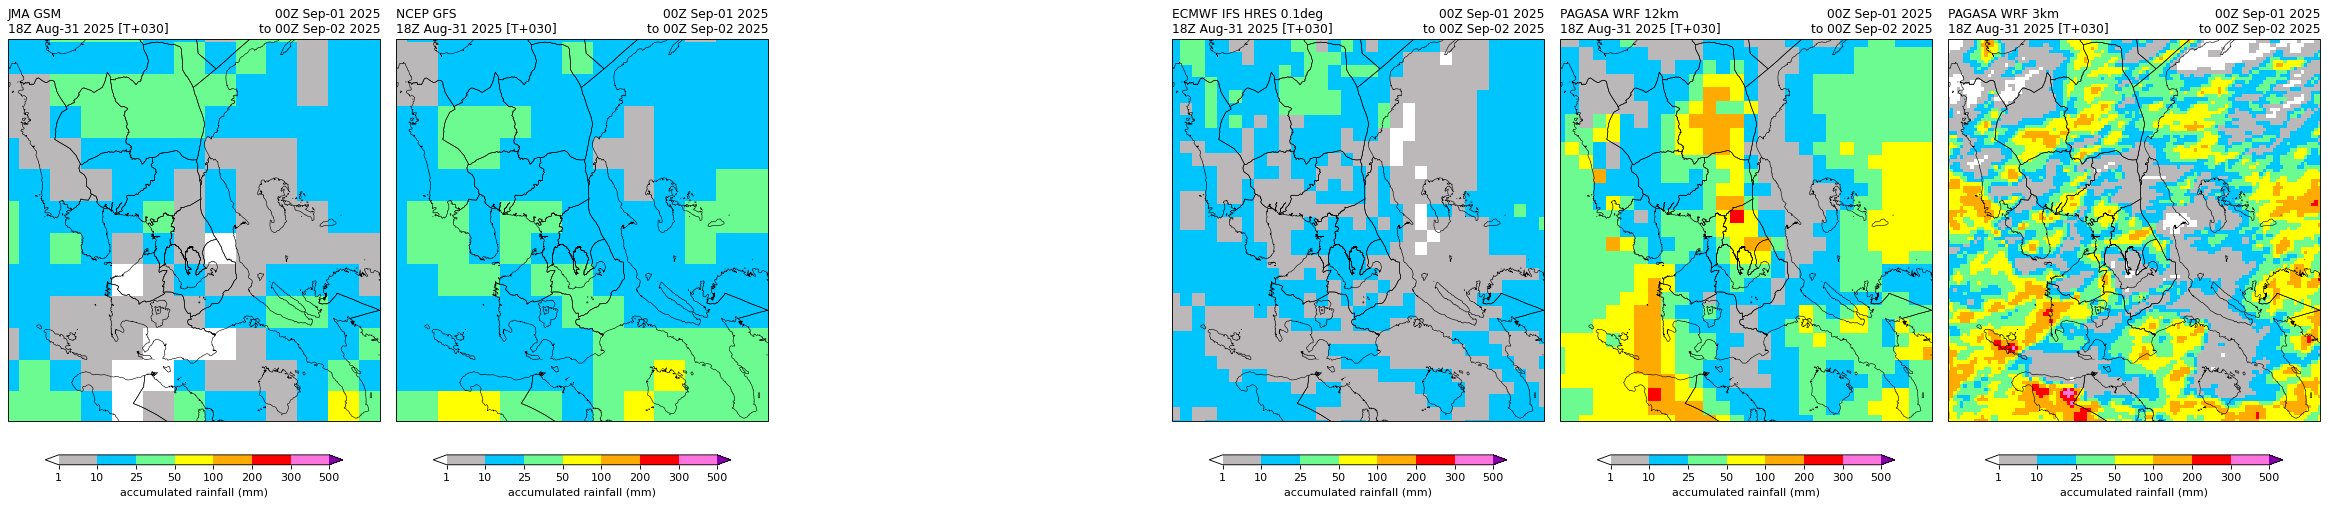 JMA GSM 00Z Sep-01 2025
18Z Aug-31 2025 [T+030] to 00Z Sep-02 2025
NCEP GFS 00Z Sep-01 2025
18Z Aug-31 2025 [T+030] to 00Z Sep-02 2025
ECMWF IFS HRES 0.1deg 00Z Sep-01 2025
18Z Aug-31 2025 [T+030] to 00Z Sep-02 2025
PAGASA WRF 12km 00Z Sep-01 2025
18Z Aug-31 2025 [T+030] to 00Z Sep-02 2025
PAGASA WRF 3km 00Z Sep-01 2025
18Z Aug-31 2025 [T+030] to 00Z Sep-02 2025
1 10 25 50 100 200 300 500
accumulated rainfall (mm)
1 10 25 50 100 200 300 500
accumulated rainfall (mm)
1 10 25 50 100 200 300 500
accumulated rainfall (mm)
1 10 25 50 100 200 300 500
accumulated rainfall (mm)
1 10 25 50 100 200 300 500
accumulated rainfall (mm)